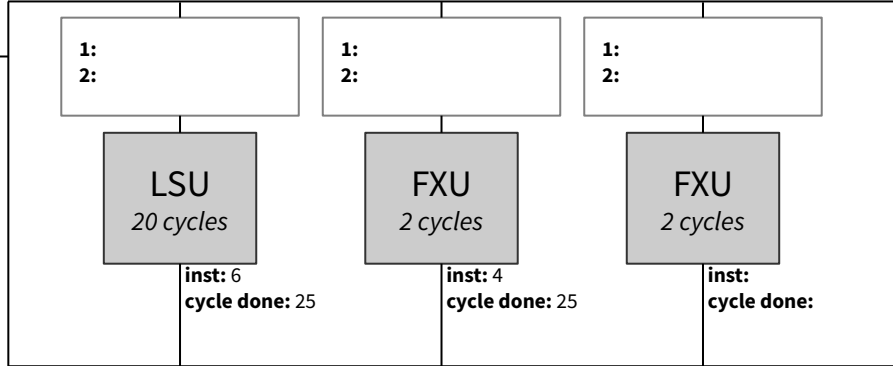 1:
2:
1:
2:
1:
2:
LSU
20 cycles
FXU
2 cycles
FXU
2 cycles
inst: 6
cycle done: 25
inst: 4
cycle done: 25
inst:
cycle done: